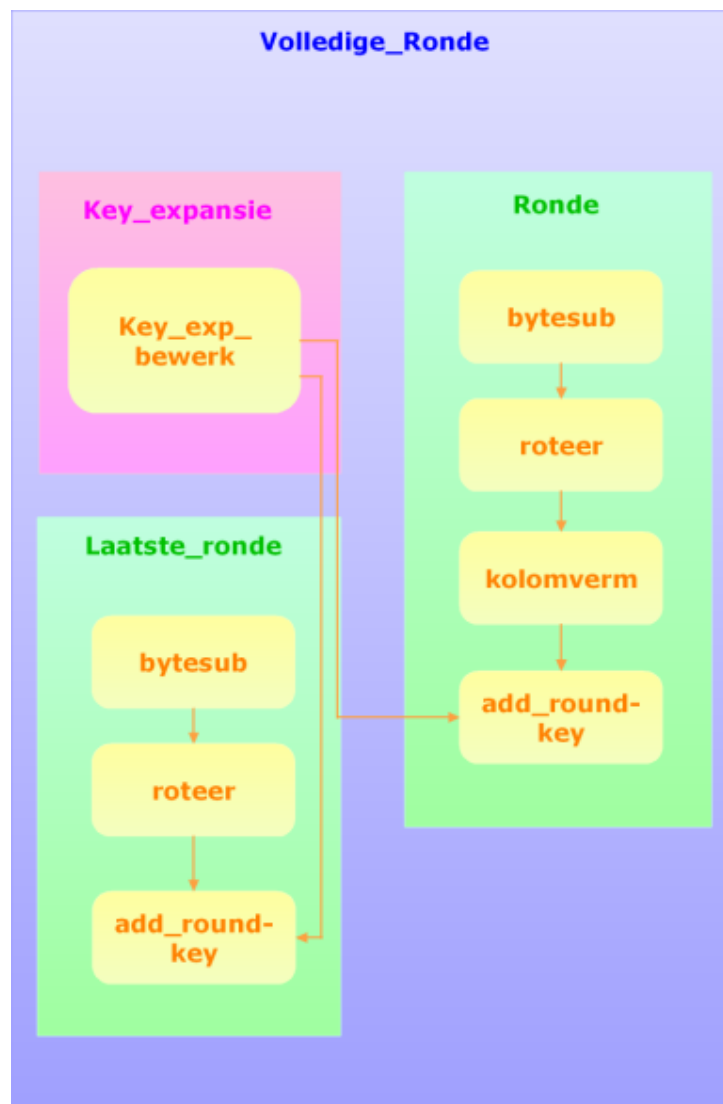 Volledige_Ronde
Key_expansie
Key_exp_
bewerk
Ronde
bytesub
roteer
kolomverm
add_round-
key
Laatste_ronde
bytesub
roteer
add_round-
key